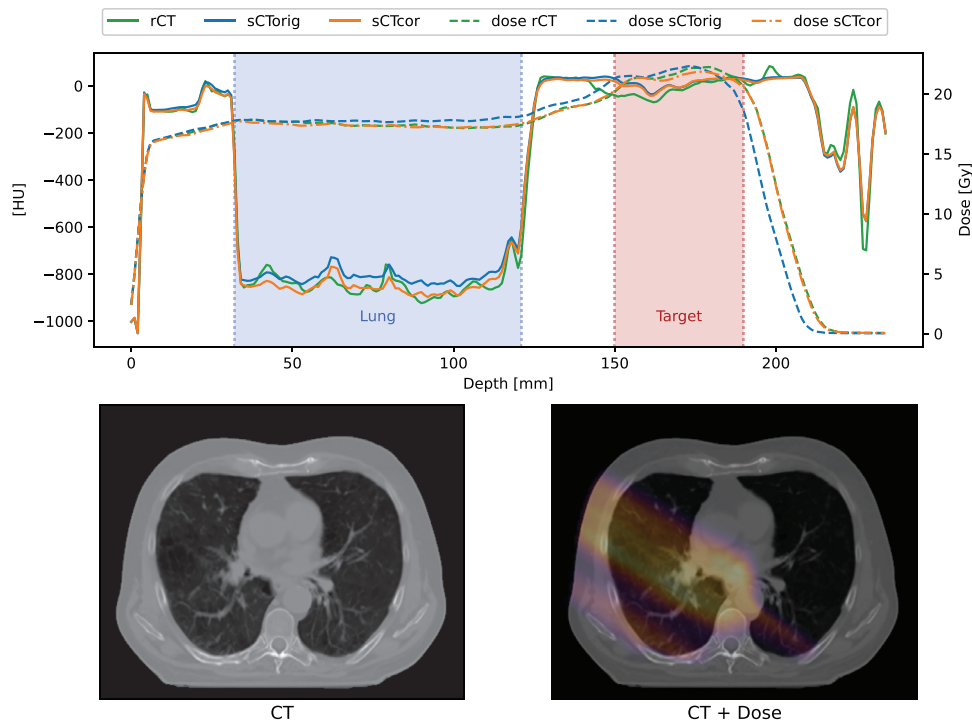 rCT sCTorig sCTcor dose rCT dose sCTorig dose sCTcor
0
−200
−400
−600
−800
−1000
[HU]
Lung
Target
20
15
10
5
0
Dose [Gy]
0 50 100 150 200
Depth [mm]
CT
CT + Dose